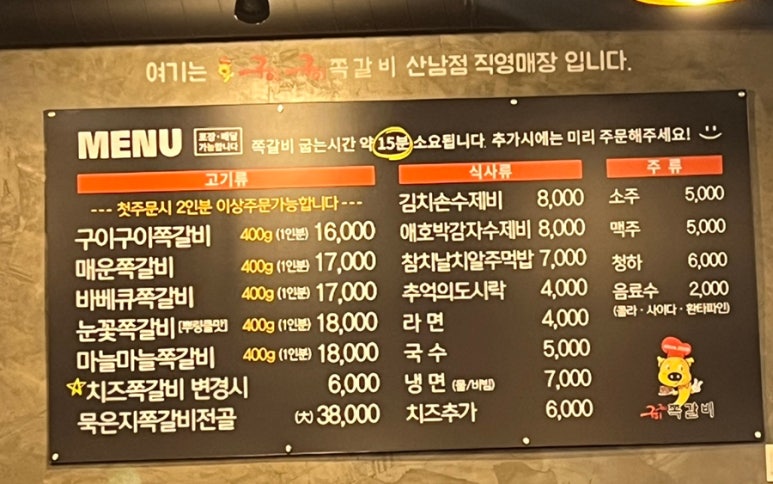 여기는 쪽갈비 산남점 직영매장 입니다.
MENU
포장·배달
가능합니다
쪽갈비 굽는시간 약 15분 소요됩니다. 추가시에는 미리 주문해주세요!
고기류
--- 첫주문시 2인분 이상주문가능합니다 ---
구이구이쪽갈비 400g (1인분) 16,000
매운쪽갈비 400g (1인분) 17,000
바베큐쪽갈비 400g (1인분) 17,000
눈꽃쪽갈비 [뿌링클맛] 400g (1인분) 18,000
마늘마늘쪽갈비 400g (1인분) 18,000
치즈쪽갈비 변경시 6,000
묵은지쪽갈비전골 (大) 38,000
식사류
김치손수제비 8,000
애호박감자수제비 8,000
참치날치알주먹밥 7,000
추억의도시락 4,000
라면 4,000
국수 5,000
냉면 (물/비빔) 7,000
치즈추가 6,000
주류
소주 5,000
맥주 5,000
청하 6,000
음료수 2,000
(콜라·사이다·환타파인)
쪽갈비